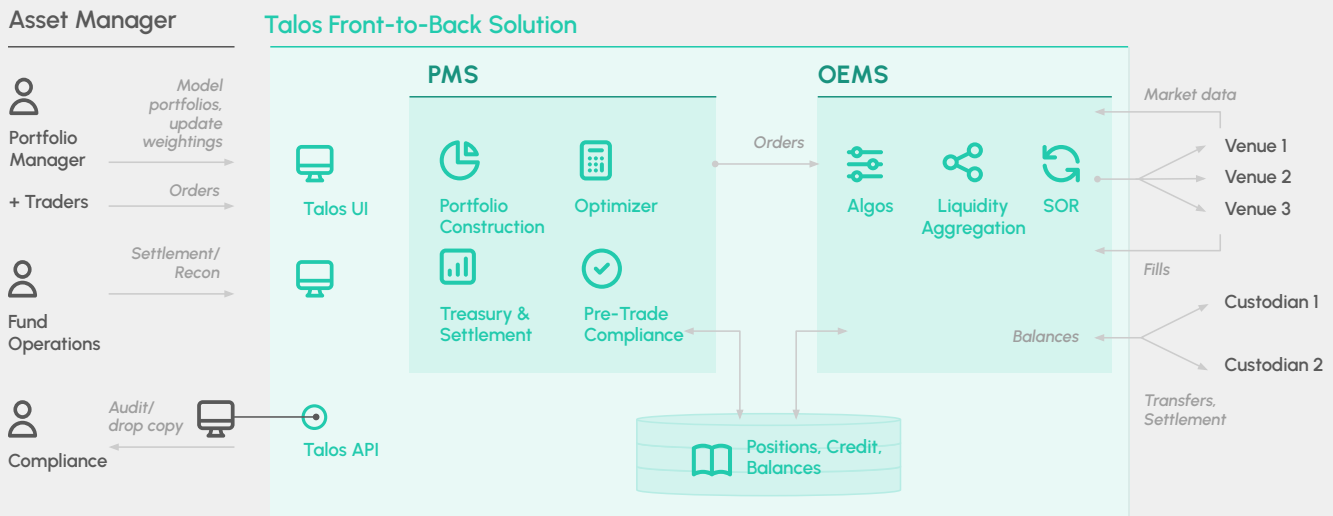 Asset Manager
Talos Front-to-Back Solution
PMS
OEMS
Model
portfolios,
update
weightings
Portfolio
Manager
Orders
+ Traders
Settlement/
Recon
Fund
Operations
Audit/
drop copy
Compliance
Talos UI
Talos API
Portfolio
Construction
Optimizer
Treasury &
Settlement
Pre-Trade
Compliance
Orders
Algos
Liquidity
Aggregation
SOR
Positions, Credit,
Balances
Market data
Venue 1
Venue 2
Venue 3
Fills
Balances
Custodian 1
Custodian 2
Transfers,
Settlement